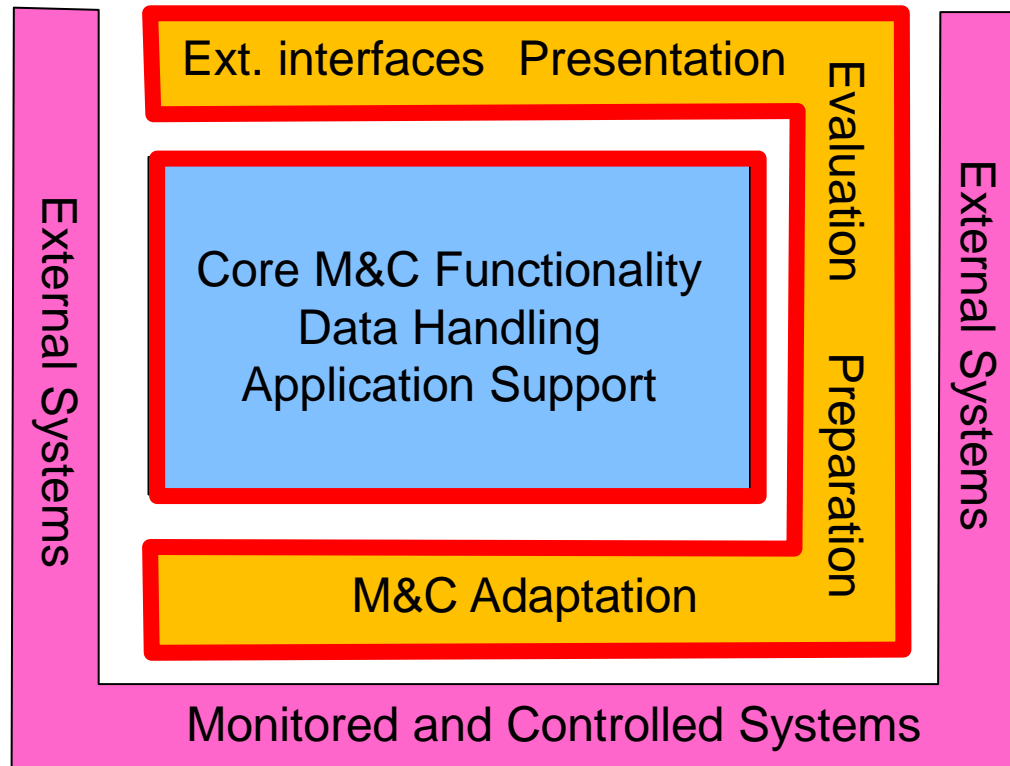 Ext. interfaces Presentation
Evaluation Preparation
External Systems
Core M&C Functionality
Data Handling
Application Support
External Systems
M&C Adaptation
Monitored and Controlled Systems